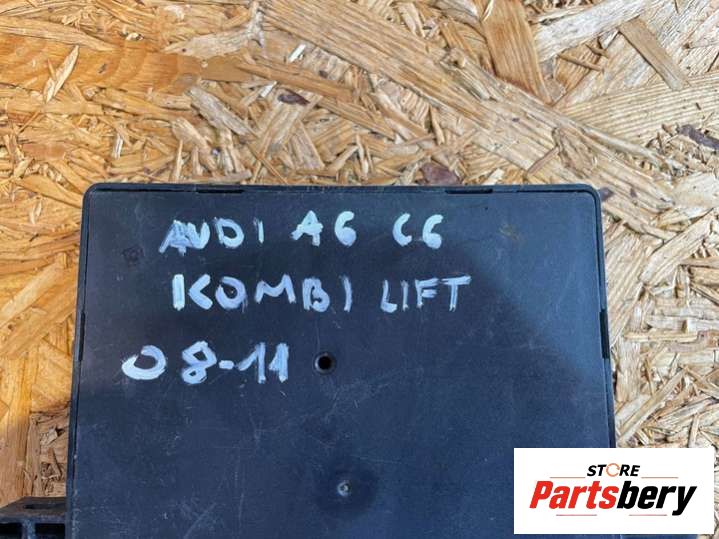 AUDI A6 C6
KOMBI LIFT
08-11
STORE
Partsbery